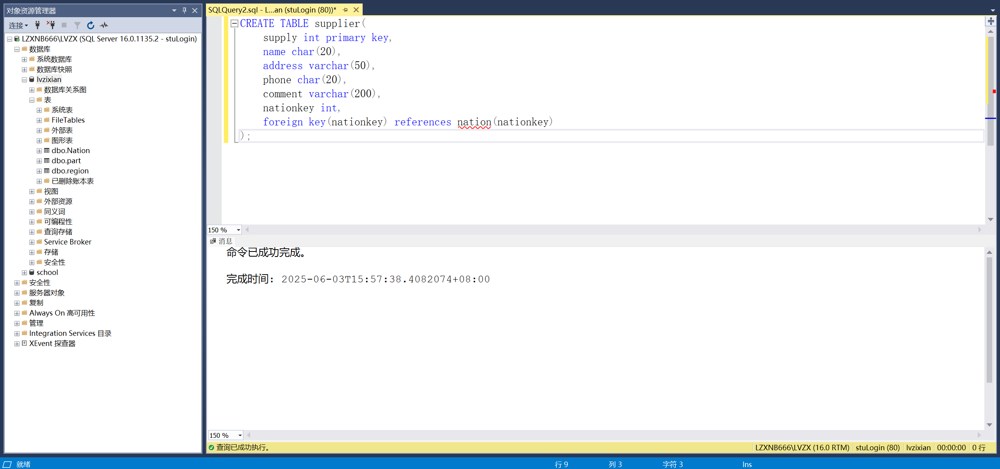 对象资源管理器
连接
LZXNB666\LVZX (SQL Server 16.0.1135.2 - stuLogin)
数据库
系统数据库
数据库快照
lvzixian
数据库关系图
表
系统表
FileTables
外部表
图形表
dbo.Nation
dbo.part
dbo.region
已删除账本表
视图
外部资源
同义词
可编程性
查询存储
Service Broker
存储
安全性
school
安全性
服务器对象
复制
Always On 高可用性
管理
Integration Services 目录
XEvent 探查器
SQLQuery2.sql - L...an (stuLogin (80))*
CREATE TABLE supplier(
supply int primary key,
name char(20),
address varchar(50),
phone char(20),
comment varchar(200),
nationkey int,
foreign key(nationkey) references nation(nationkey)
);
150 %
消息
命令已成功完成。
完成时间: 2025-06-03T15:57:38.4082074+08:00
150 %
查询已成功执行。
LZXNB666\LVZX (16.0 RTM)
stuLogin (80)
lvzixian
00:00:00
0 行
就绪
行 9
列 3
字符 3
Ins